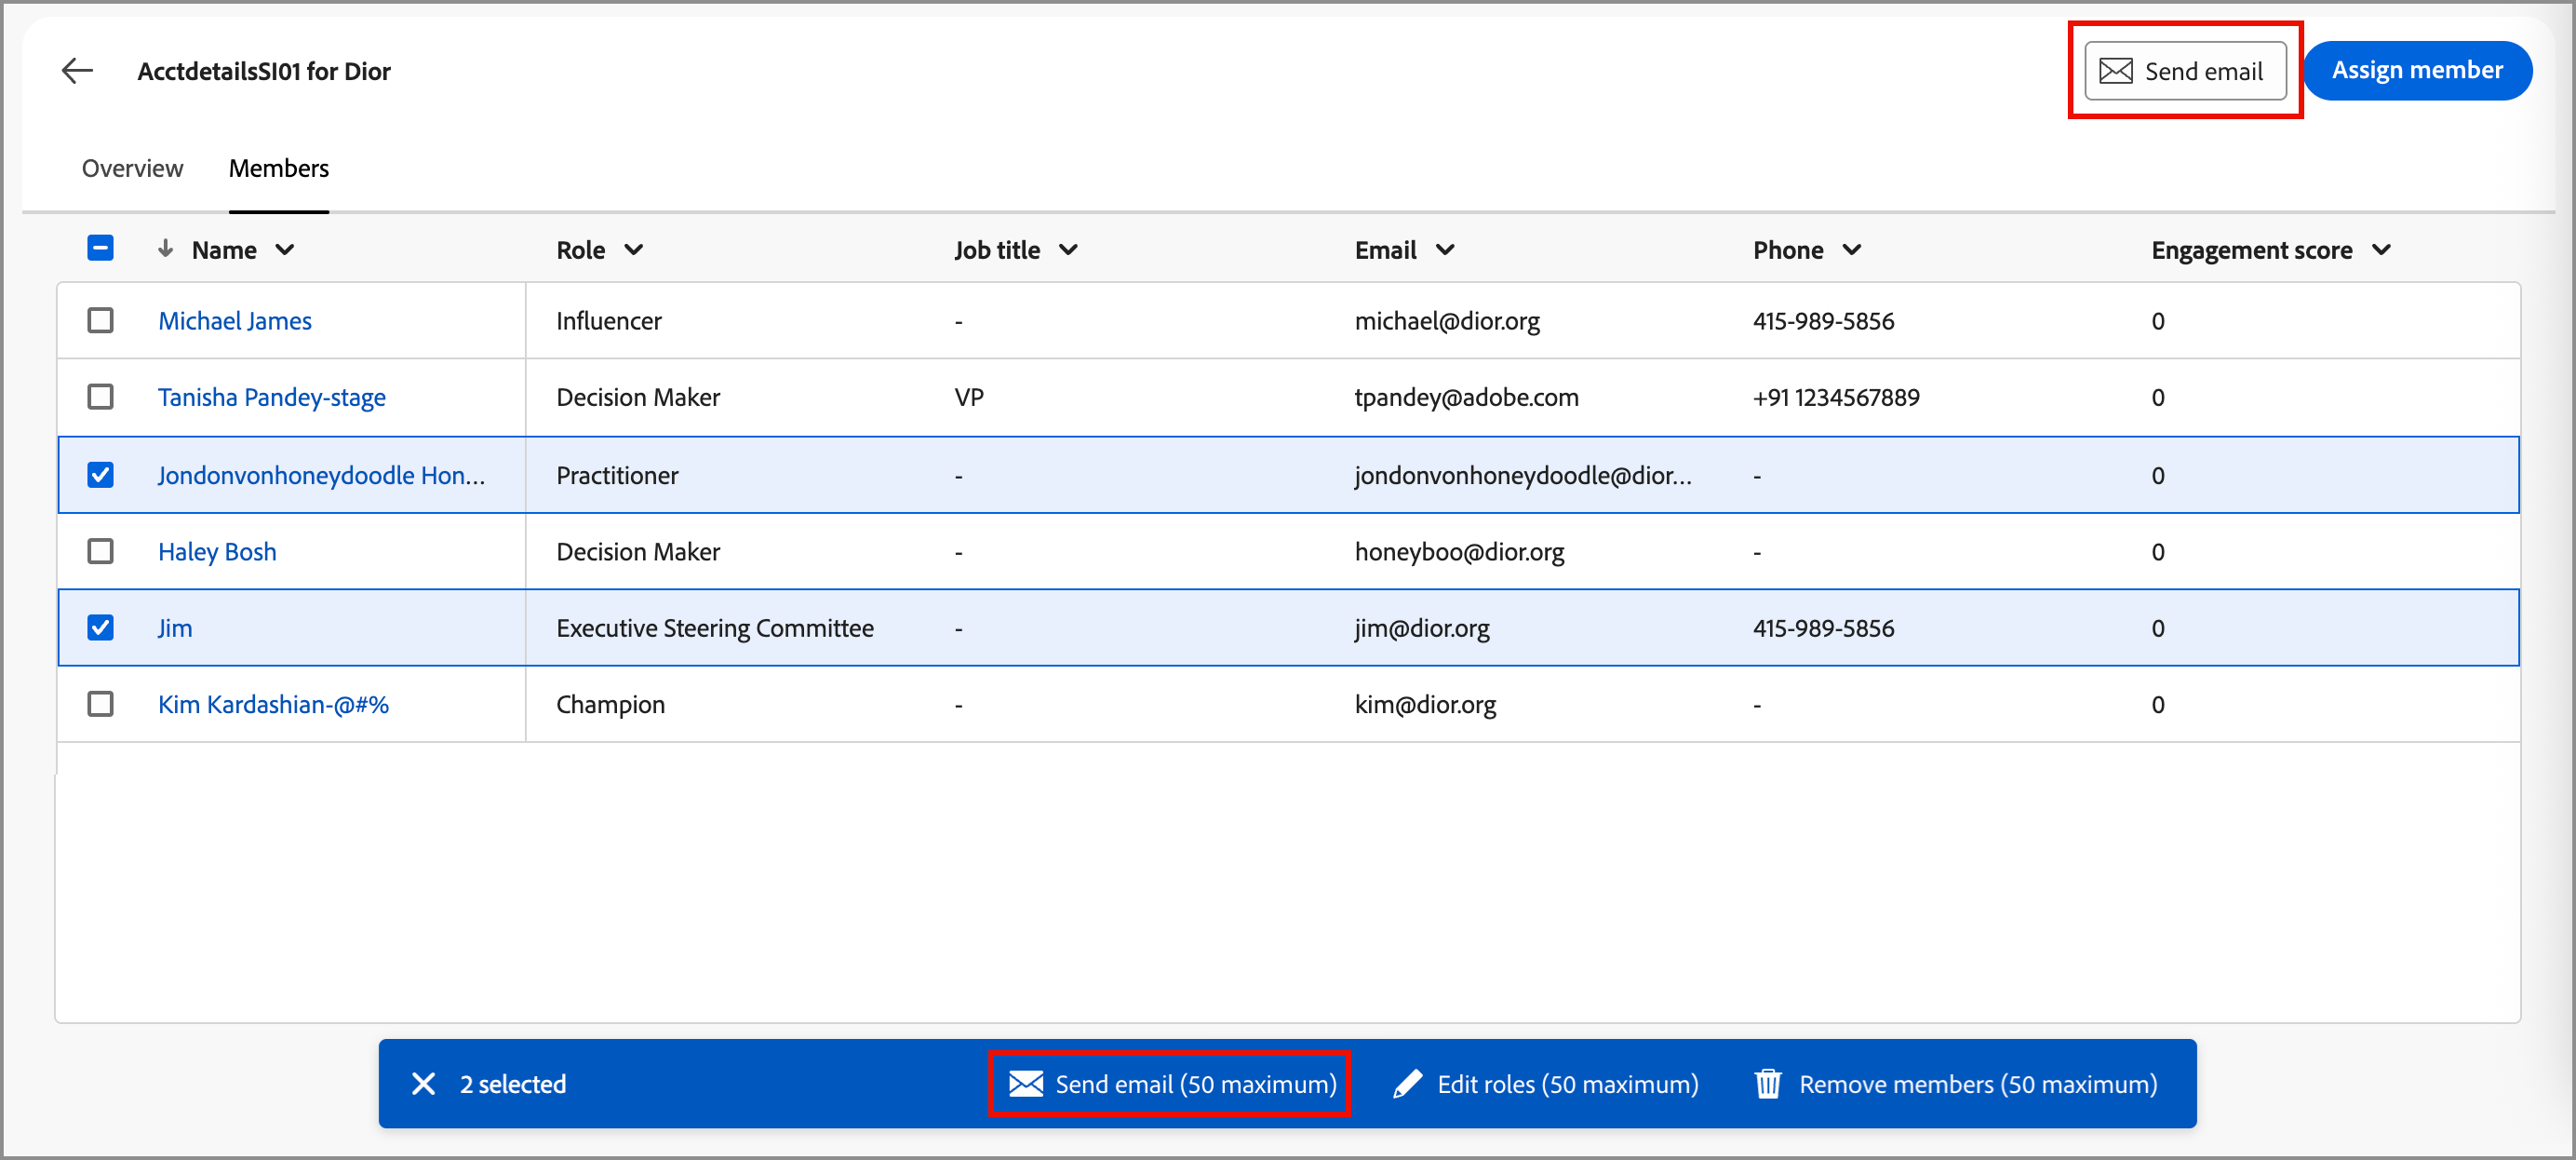 AcctdetailsSI01 for Dior
Send email
Assign member
Overview
Members
Name
Role
Job title
Email
Phone
Engagement score
Michael James Influencer - michael@dior.org 415-989-5856 0
Tanisha Pandey-stage Decision Maker VP tpandey@adobe.com +91 1234567889 0
Jondonvonhoneydoodle Hon... Practitioner - jondonvonhoneydoodle@dior... - 0
Haley Bosh Decision Maker - honeyboo@dior.org - 0
Jim Executive Steering Committee - jim@dior.org 415-989-5856 0
Kim Kardashian-@#% Champion - kim@dior.org - 0
2 selected
Send email (50 maximum)
Edit roles (50 maximum)
Remove members (50 maximum)